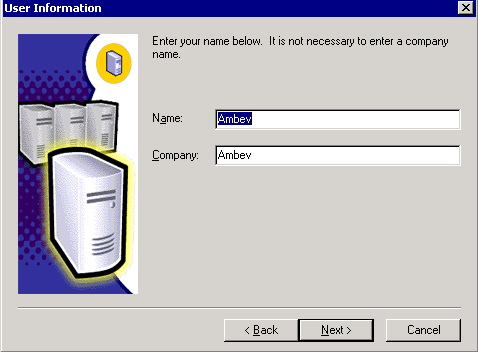 User Information
Enter your name below.  It is not necessary to enter a company
name.
Name: Ambev
Company: Ambev
< Back Next > Cancel